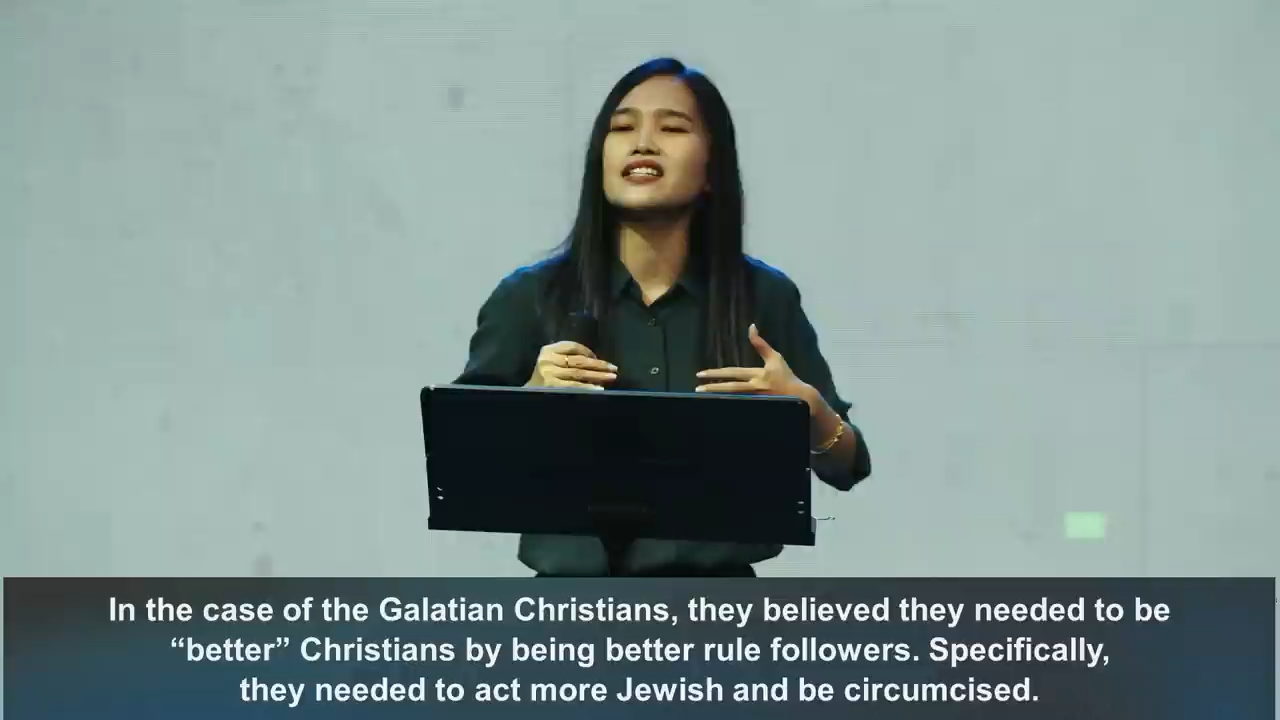 In the case of the Galatian Christians, they believed they needed to be
“better” Christians by being better rule followers. Specifically,
they needed to act more Jewish and be circumcised.